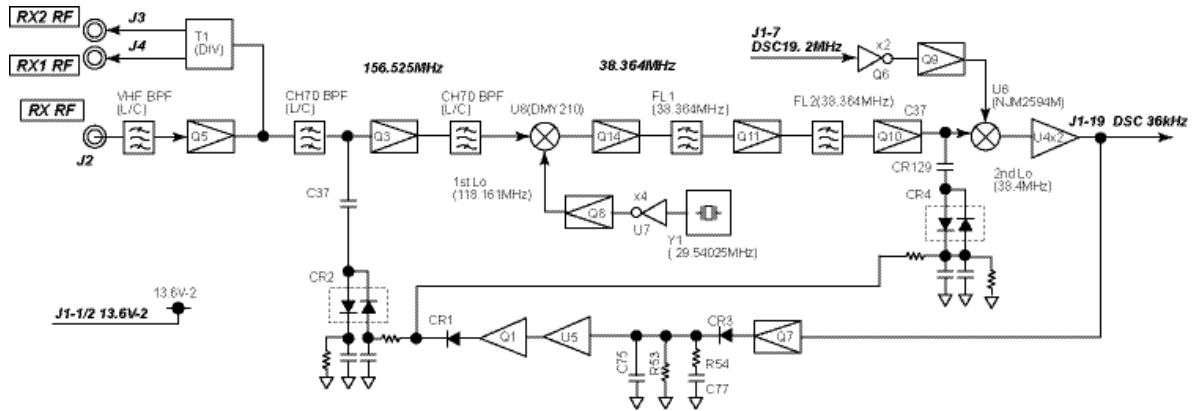 RX2 RF
J3
J4
T1
(DIV)
RX1 RF
J1-7
DSC19. 2MHz
x2
Q6
Q9
156.525MHz
38.364MHz
RX RF
J2
VHF BPF
(L/C)
Q5
CH70 BPF
(L/C)
Q3
CH70 BPF
(L/C)
U8(DMY210)
Q14
FL1
(38.364MHz)
Q11
FL2(38.364MHz)
Q10
C37
U6
(NJM2594M)
U4x2
J1-19 DSC 36kHz
C37
1st Lo
(118.161MHz)
Q8
x4
U7
Y1
( 29.54025MHz)
CR129
CR4
2nd Lo
(38.4MHz)
CR2
13.6V-2
J1-1/2 13.6V-2
CR1
Q1
U5
C75
R53
R54
C77
CR3
Q7